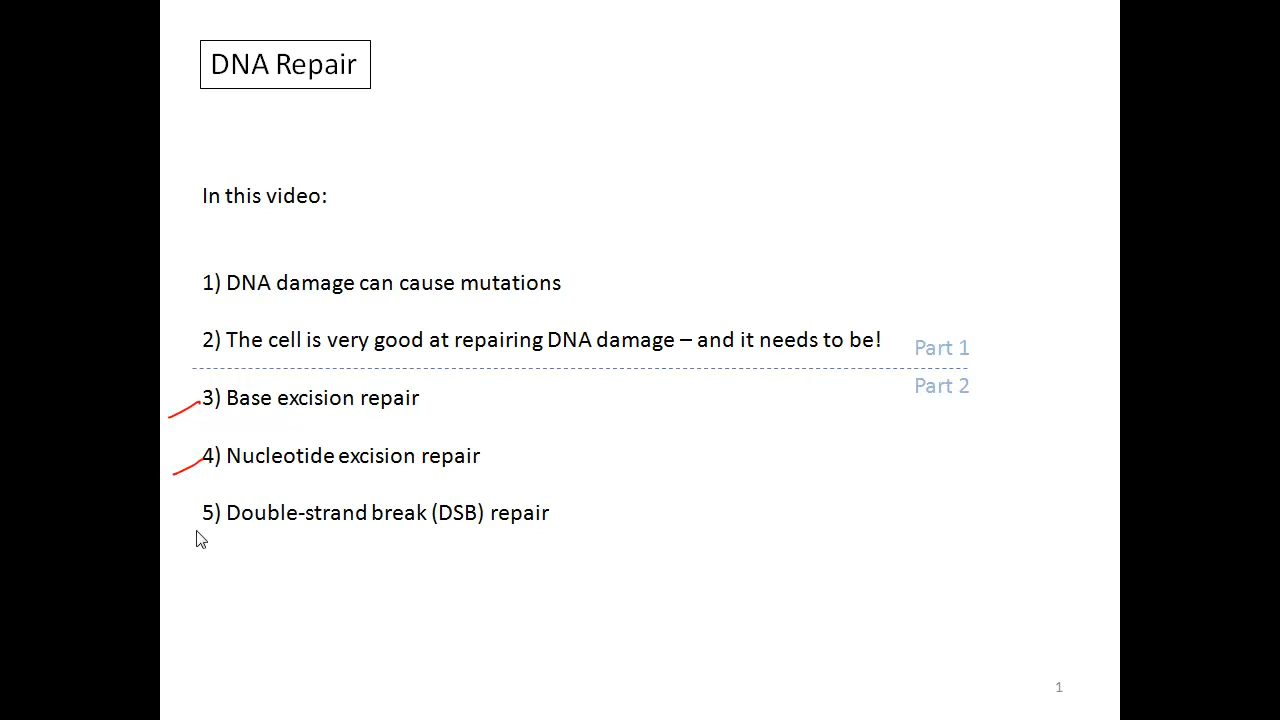 DNA Repair
In this video:
1) DNA damage can cause mutations
2) The cell is very good at repairing DNA damage – and it needs to be!
Part 1
Part 2
3) Base excision repair
4) Nucleotide excision repair
5) Double-strand break (DSB) repair
1